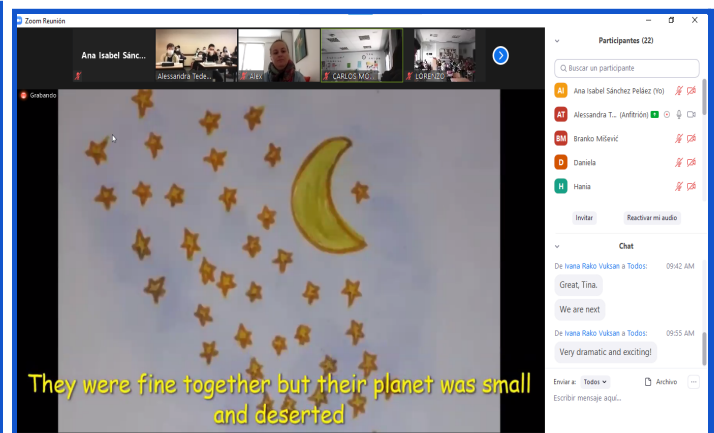 Zoom Reunión
Participantes (22)
Ana Isabel Sánc...
Alessandra Tede...
Alex
CARLOS MO...
LORENZO
Grabando
Buscar un participante
AI Ana Isabel Sánchez Peláez (Yo)
AT Alessandra T... (Anfitrión)
BM Branko Mišević
D Daniela
H Hania
Invitar Reactivar mi audio
Chat
De Ivana Rako Vuksan a Todos: 09:42 AM
Great, Tina.
We are next
De Ivana Rako Vuksan a Todos: 09:55 AM
Very dramatic and exciting!
Enviar a: Todos Archivo ...
Escribir mensaje aquí...
They were fine together but their planet was small
and deserted